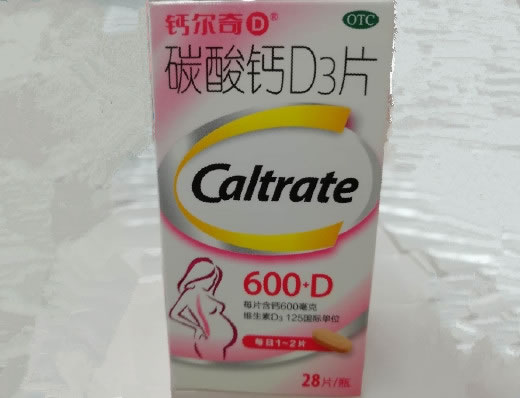 钙尔奇D
OTC
碳酸钙D3片
Caltrate
600+D
每片含钙600毫克
维生素D3 125国际单位
每日1~2片
28片/瓶